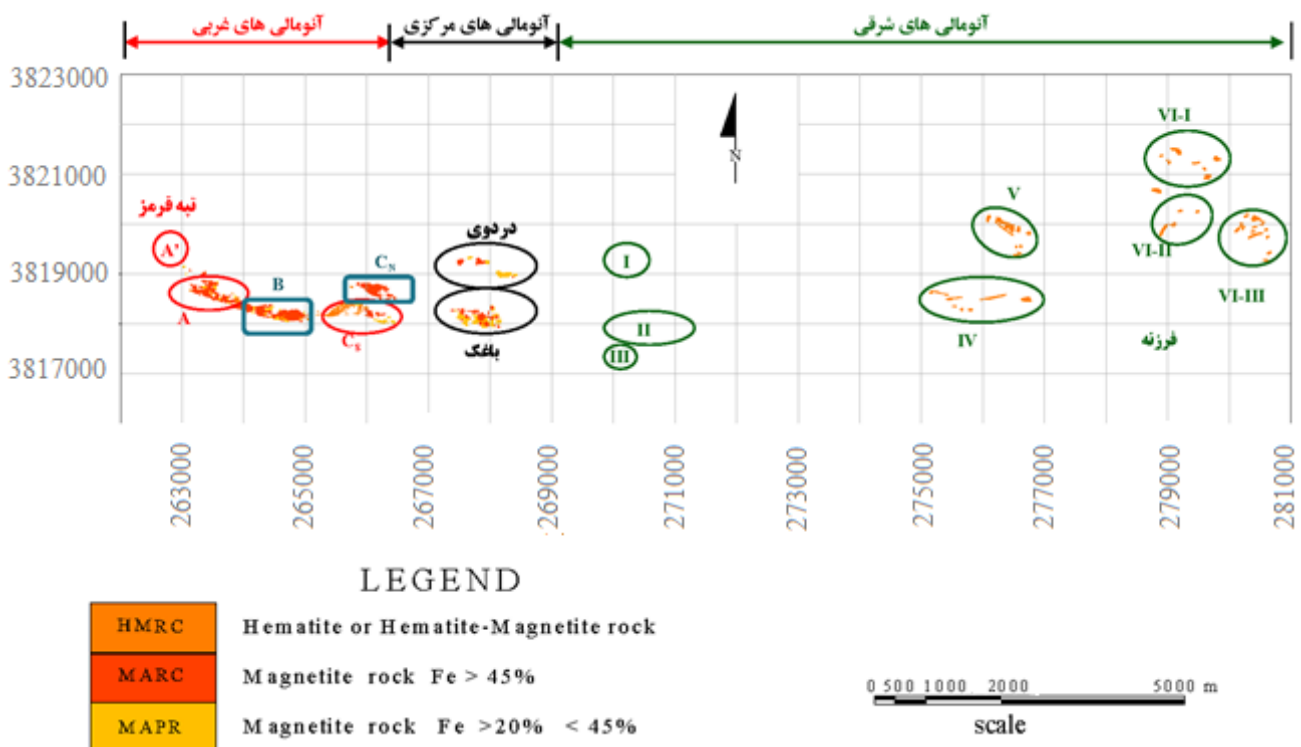 آنومالی های غربی
آنومالی های مرکزی
آنومالی های شرقی
3823000
3821000
3819000
3817000
تپه فرمز
A'
A
B
C_N
C_S
دردوی
باغک
N
I
II
III
IV
V
VI-I
VI-II
VI-III
فرزنه
263000
265000
267000
269000
271000
273000
275000
277000
279000
281000
LEGEND
HMRC Hematite or Hematite-Magnetite rock
MARC Magnetite rock Fe > 45%
MAPR Magnetite rock Fe >20% < 45%
0 500 1000 2000 5000 m
scale